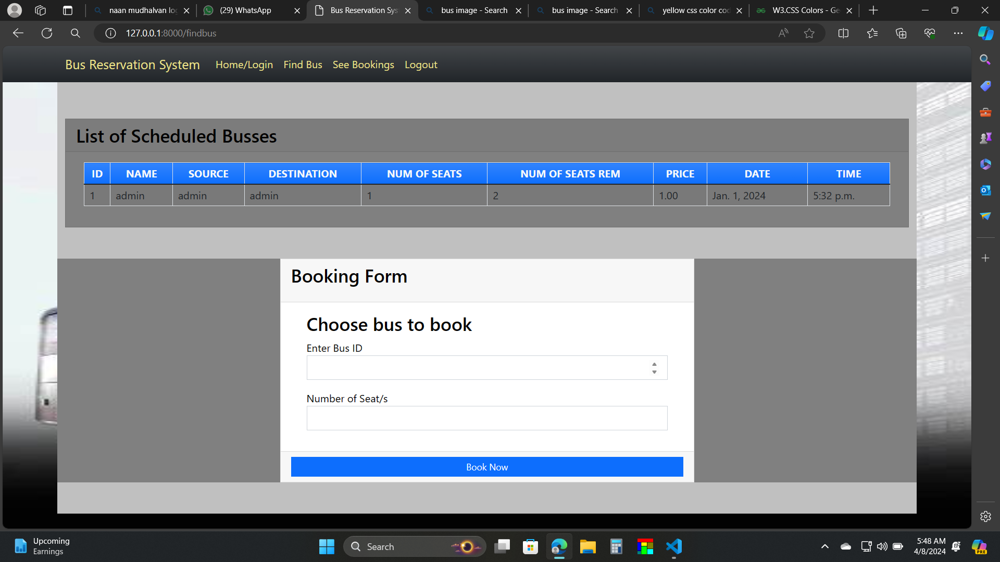 naan mudhalvan log
(29) WhatsApp
Bus Reservation Sys
bus image - Search
bus image - Search
yellow css color cod
W3.CSS Colors - Ge
127.0.0.1:8000/findbus
Bus Reservation System
Home/Login
Find Bus
See Bookings
Logout
List of Scheduled Busses
ID NAME SOURCE DESTINATION NUM OF SEATS NUM OF SEATS REM PRICE DATE TIME
1 admin admin admin 1 2 1.00 Jan. 1, 2024 5:32 p.m.
Booking Form
Choose bus to book
Enter Bus ID
Number of Seat/s
Book Now
Upcoming
Earnings
Search
5:48 AM
4/8/2024
PRE